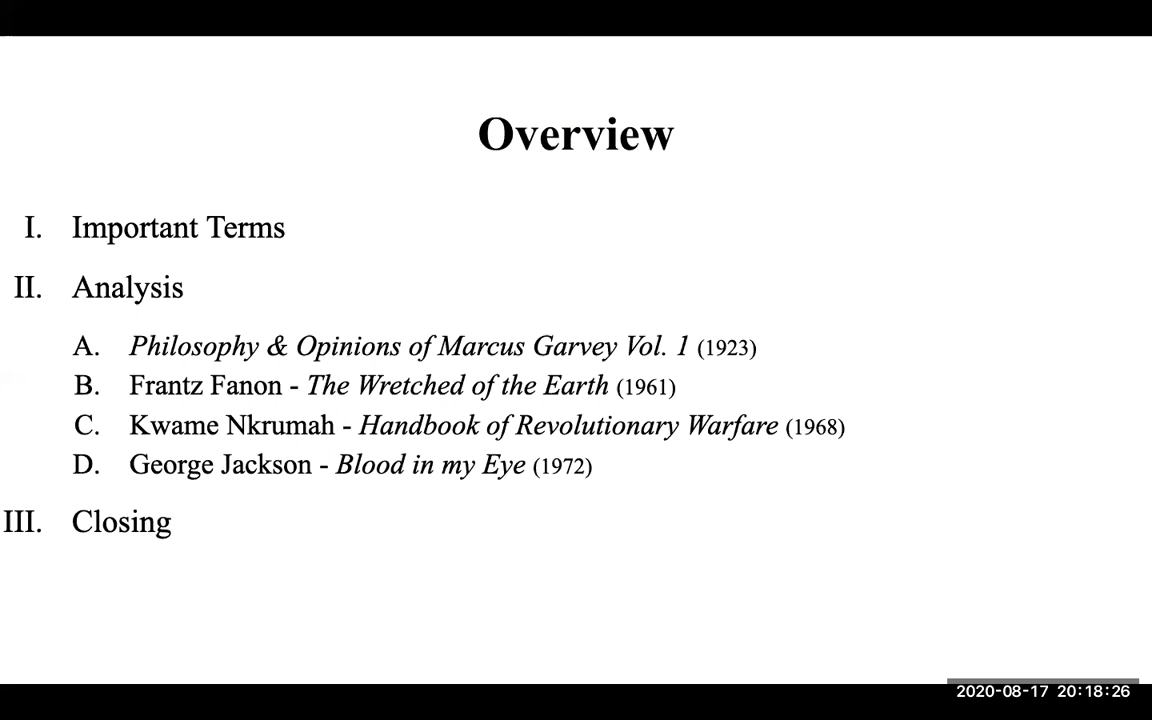 Overview
I. Important Terms
II. Analysis
A. Philosophy & Opinions of Marcus Garvey Vol. 1 (1923)
B. Frantz Fanon - The Wretched of the Earth (1961)
C. Kwame Nkrumah - Handbook of Revolutionary Warfare (1968)
D. George Jackson - Blood in my Eye (1972)
III. Closing
2020-08-17 20:18:26